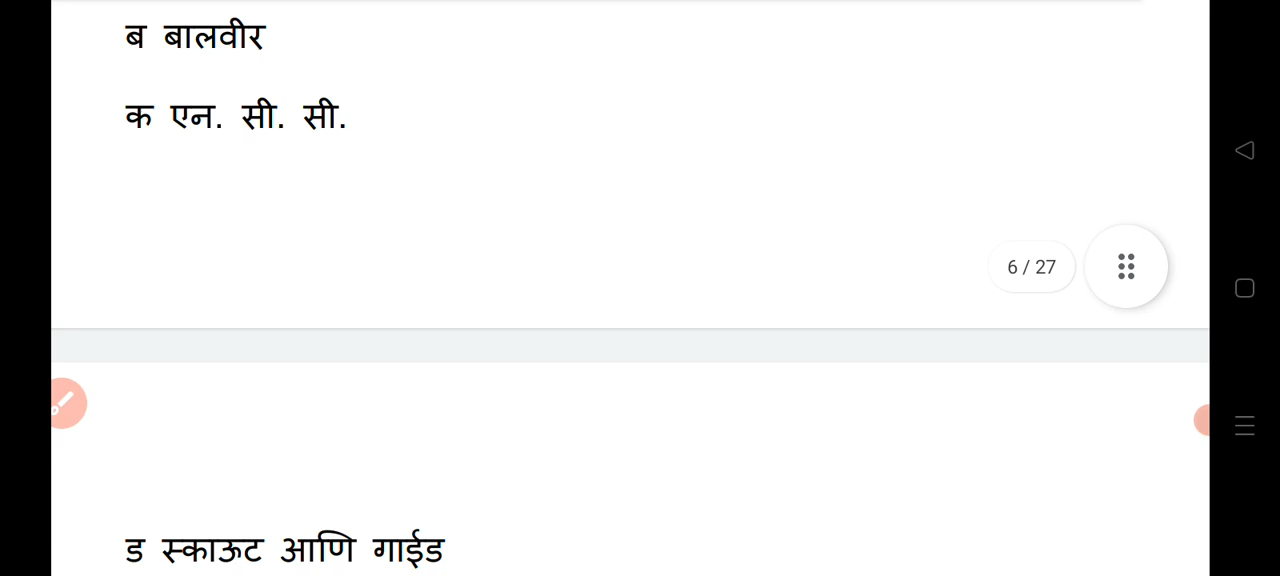 ब बालवीर
क एन. सी. सी.
6 / 27
ड स्काऊट आणि गाईड